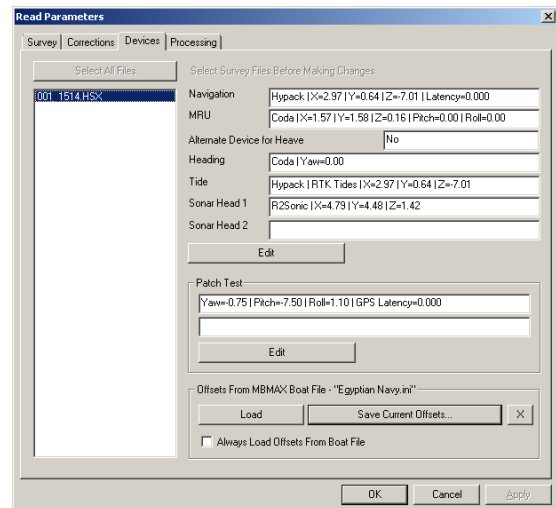 Read Parameters
Survey Corrections Devices Processing
Select All Files
Select Survey Files Before Making Changes
001_1514.HSX
Navigation
Hypack | X=2.97 | Y=0.64 | Z=-7.01 | Latency=0.000
MRU
Coda | X=1.57 | Y=1.58 | Z=0.16 | Pitch=0.00 | Roll=0.00
Alternate Device for Heave
No
Heading
Coda | Yaw=0.00
Tide
Hypack | RTK Tides | X=2.97 | Y=0.64 | Z=-7.01
Sonar Head 1
R2Sonic | X=4.79 | Y=4.48 | Z=1.42
Sonar Head 2
Edit
Patch Test
Yaw=-0.75 | Pitch=-7.50 | Roll=1.10 | GPS Latency=0.000
Edit
Offsets From MBMAX Boat File - "Egyptian Navy.ini"
Load Save Current Offsets... X
Always Load Offsets From Boat File
OK Cancel Apply